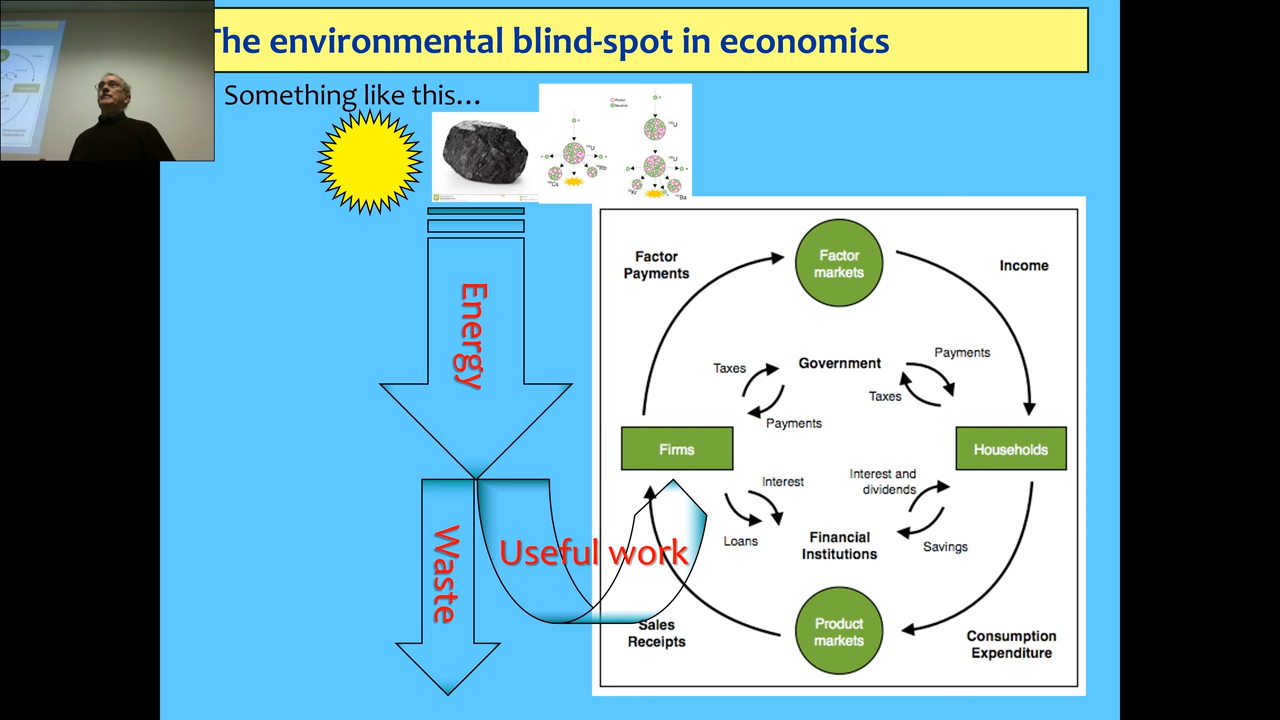 The environmental blind-spot in economics
Something like this...
Proton
Neutron
Energy
Waste
Useful work
Factor
Payments
Factor
markets
Income
Taxes
Government
Payments
Payments
Taxes
Firms
Households
Interest
Interest and
dividends
Loans
Financial
Institutions
Savings
Sales
Receipts
Product
markets
Consumption
Expenditure